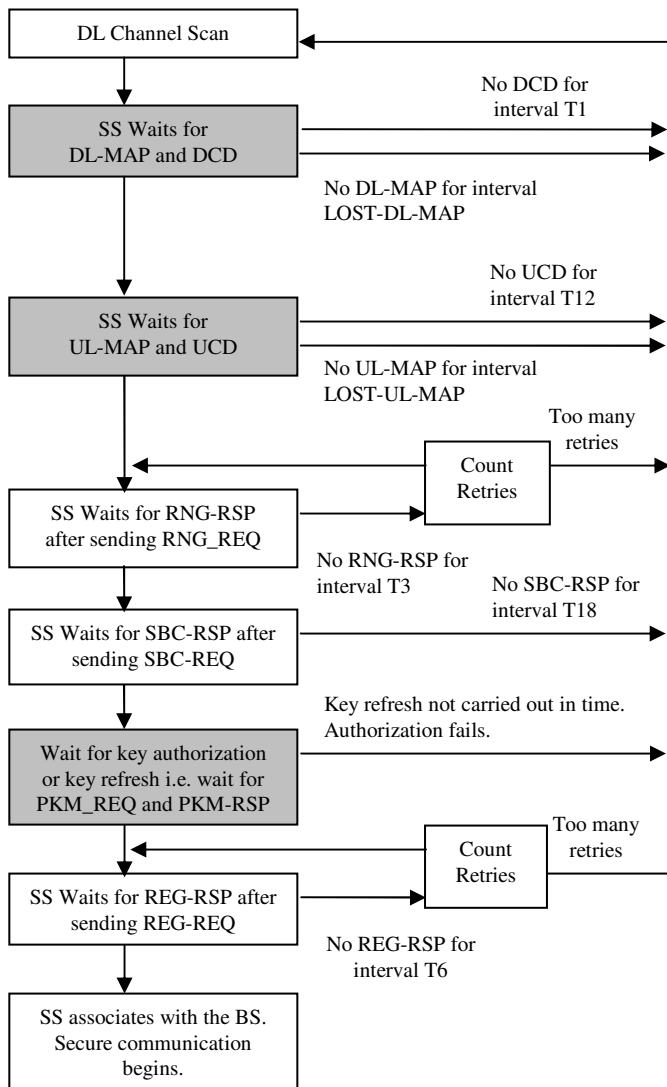 DL Channel Scan
No DCD for
interval T1
SS Waits for
DL-MAP and DCD
No DL-MAP for interval
LOST-DL-MAP
No UCD for
interval T12
SS Waits for
UL-MAP and UCD
No UL-MAP for interval
LOST-UL-MAP
Too many
retries
Count
Retries
SS Waits for RNG-RSP
after sending RNG_REQ
No RNG-RSP for
interval T3
No SBC-RSP for
interval T18
SS Waits for SBC-RSP after
sending SBC-REQ
Key refresh not carried out in time.
Authorization fails.
Wait for key authorization
or key refresh i.e. wait for
PKM_REQ and PKM-RSP
Too many
retries
Count
Retries
SS Waits for REG-RSP after
sending REG-REQ
No REG-RSP for
interval T6
SS associates with the BS.
Secure communication
begins.